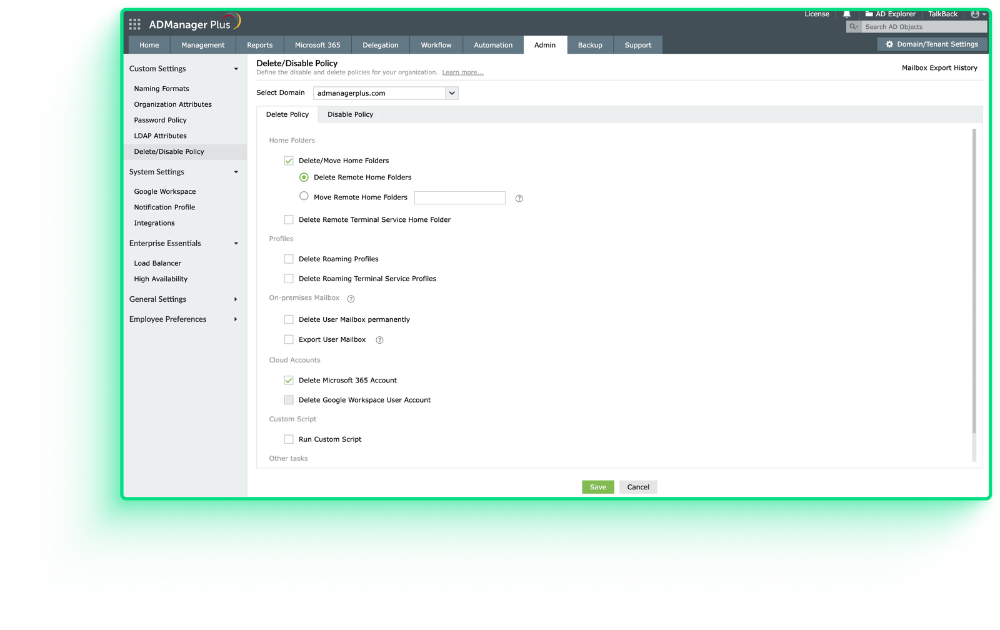 License
AD Explorer
TalkBack
ADManager Plus
Search AD Objects
Home
Management
Reports
Microsoft 365
Delegation
Workflow
Automation
Admin
Backup
Support
Domain/Tenant Settings
Custom Settings
Naming Formats
Organization Attributes
Password Policy
LDAP Attributes
Delete/Disable Policy
System Settings
Google Workspace
Notification Profile
Integrations
Enterprise Essentials
Load Balancer
High Availability
General Settings
Employee Preferences
Delete/Disable Policy
Define the disable and delete policies for your organization. Learn more...
Mailbox Export History
Select Domain
admanagerplus.com
Delete Policy
Disable Policy
Home Folders
Delete/Move Home Folders
Delete Remote Home Folders
Move Remote Home Folders
?
Delete Remote Terminal Service Home Folder
Profiles
Delete Roaming Profiles
Delete Roaming Terminal Service Profiles
On-premises Mailbox ?
Delete User Mailbox permanently
Export User Mailbox ?
Cloud Accounts
Delete Microsoft 365 Account
Delete Google Workspace User Account
Custom Script
Run Custom Script
Other tasks
Save
Cancel